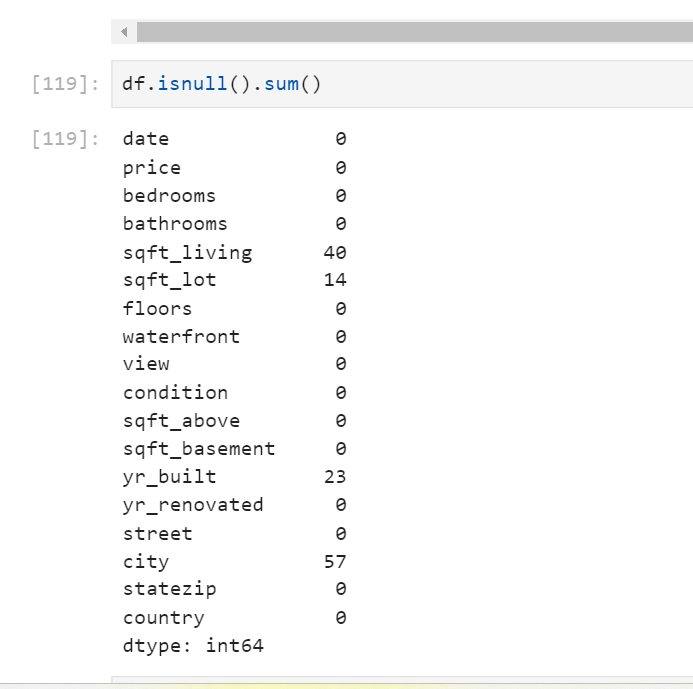 [119]: df.isnull().sum()
[119]: date 0
price 0
bedrooms 0
bathrooms 0
sqft_living 40
sqft_lot 14
floors 0
waterfront 0
view 0
condition 0
sqft_above 0
sqft_basement 0
yr_built 23
yr_renovated 0
street 0
city 57
statezip 0
country 0
dtype: int64